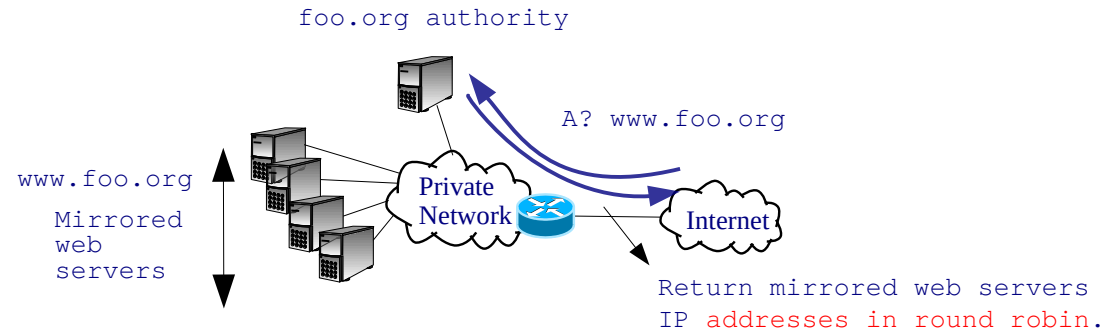 foo.org authority
A? www.foo.org
www.foo.org
Mirrored
web
servers
Private
Network
Internet
Return mirrored web servers
IP addresses in round robin.